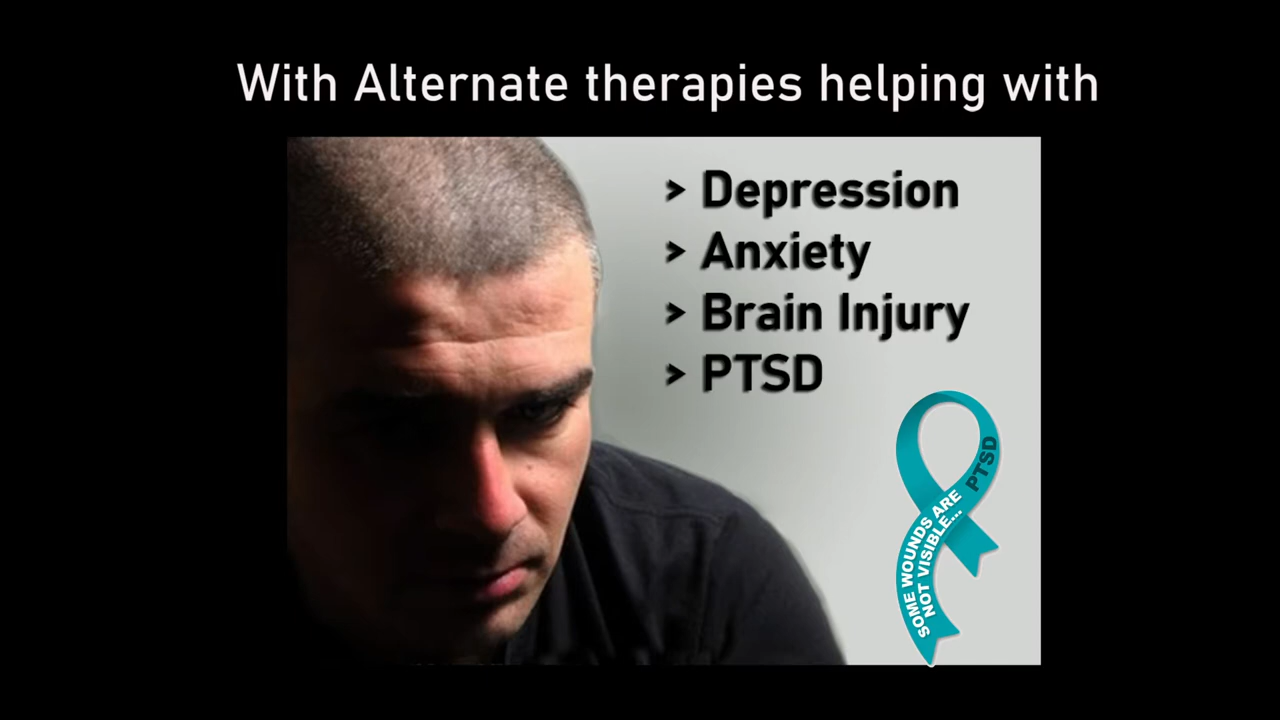 With Alternate therapies helping with
> Depression
> Anxiety
> Brain Injury
> PTSD
PTSD
SOME WOUNDS ARE
NOT VISIBLE...